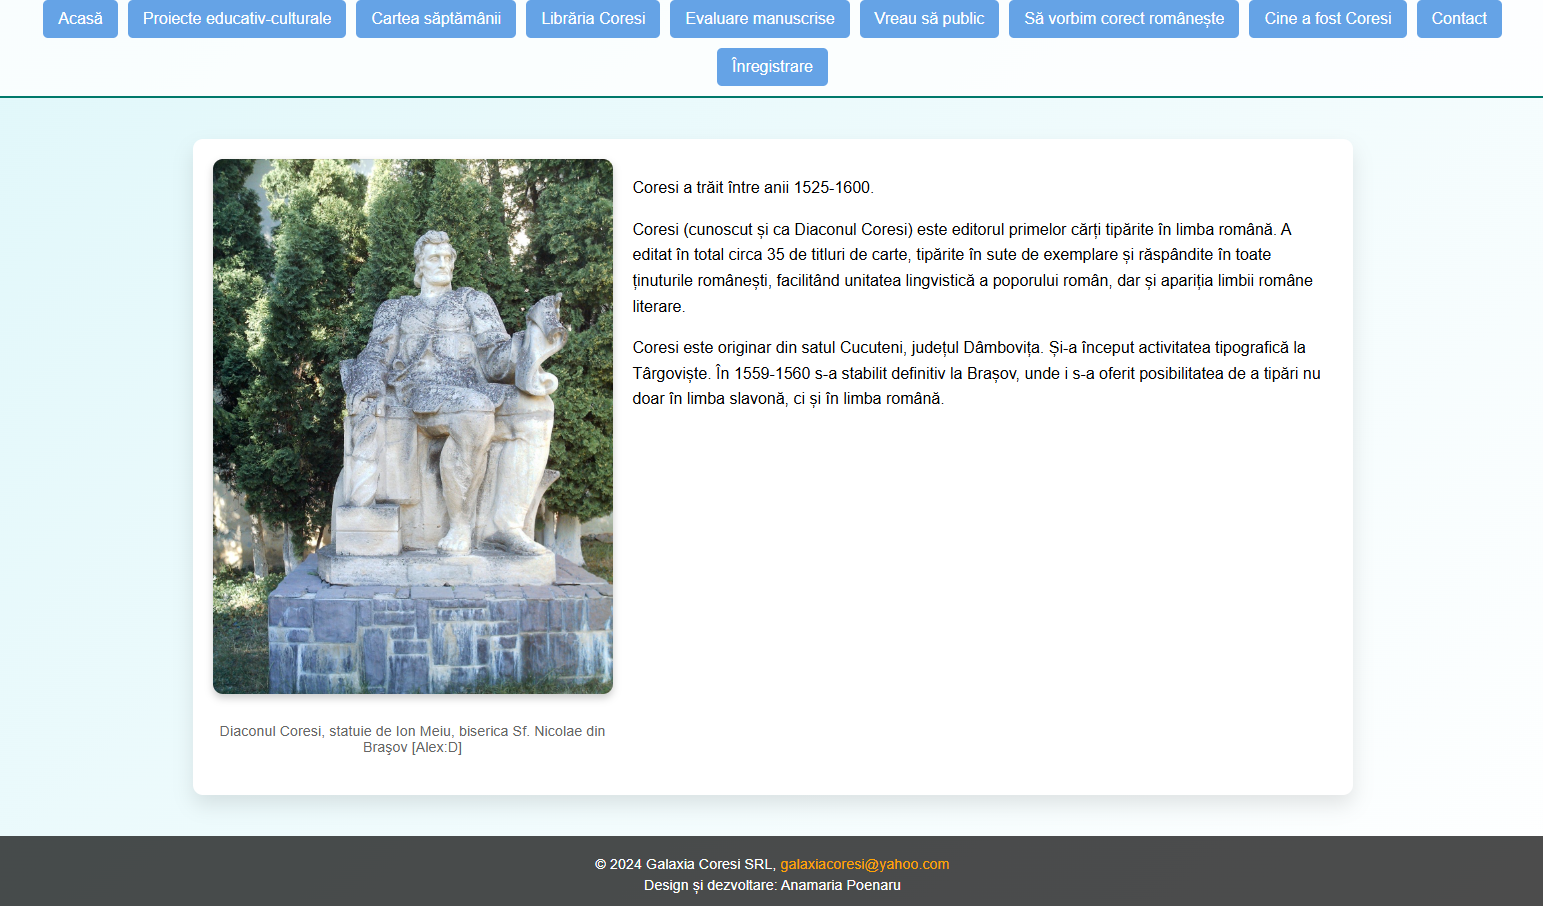 Acasă
Proiecte educativ-culturale
Cartea săptămânii
Librăria Coresi
Evaluare manuscrise
Vreau să public
Să vorbim corect românește
Cine a fost Coresi
Contact
Înregistrare
Coresi a trăit între anii 1525-1600.
Coresi (cunoscut și ca Diaconul Coresi) este editorul primelor cărți tipărite în limba română. A
editat în total circa 35 de titluri de carte, tipărite în sute de exemplare și răspândite în toate
ținuturile românești, facilitând unitatea lingvistică a poporului român, dar și apariția limbii române
literare.
Coresi este originar din satul Cucuteni, județul Dâmbovița. Și-a început activitatea tipografică la
Târgoviște. În 1559-1560 s-a stabilit definitiv la Brașov, unde i s-a oferit posibilitatea de a tipări nu
doar în limba slavonă, ci și în limba română.
Diaconul Coresi, statuie de Ion Meiu, biserica Sf. Nicolae din
Braşov [Alex:D]
© 2024 Galaxia Coresi SRL, galaxiacoresi@yahoo.com
Design și dezvoltare: Anamaria Poenaru